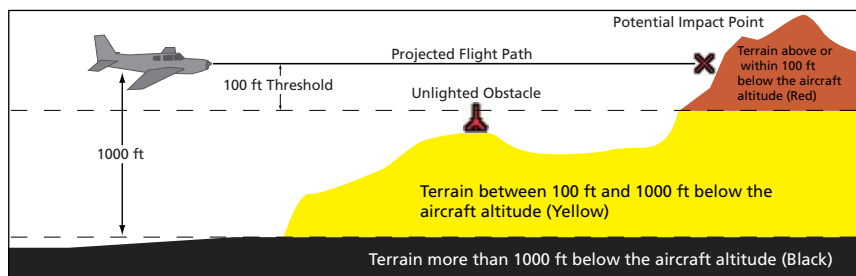 Potential Impact Point
Projected Flight Path
100 ft Threshold
Unlighted Obstacle
Terrain above or
within 100 ft
below the aircraft
altitude (Red)
1000 ft
Terrain between 100 ft and 1000 ft below the
aircraft altitude (Yellow)
Terrain more than 1000 ft below the aircraft altitude (Black)